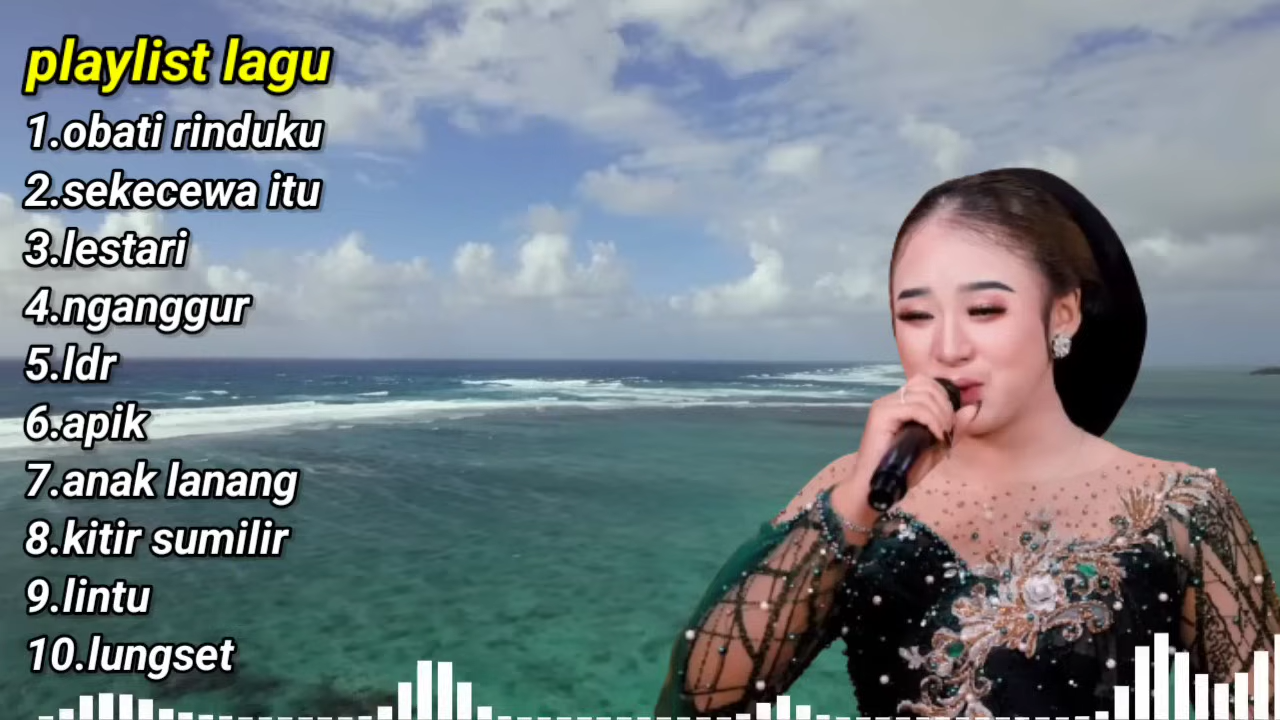 playlist lagu
1.obati rinduku
2.sekecewa itu
3.lestari
4.nganggur
5.ldr
6.apik
7.anak lanang
8.kitir sumilir
9.lintu
10.lungset